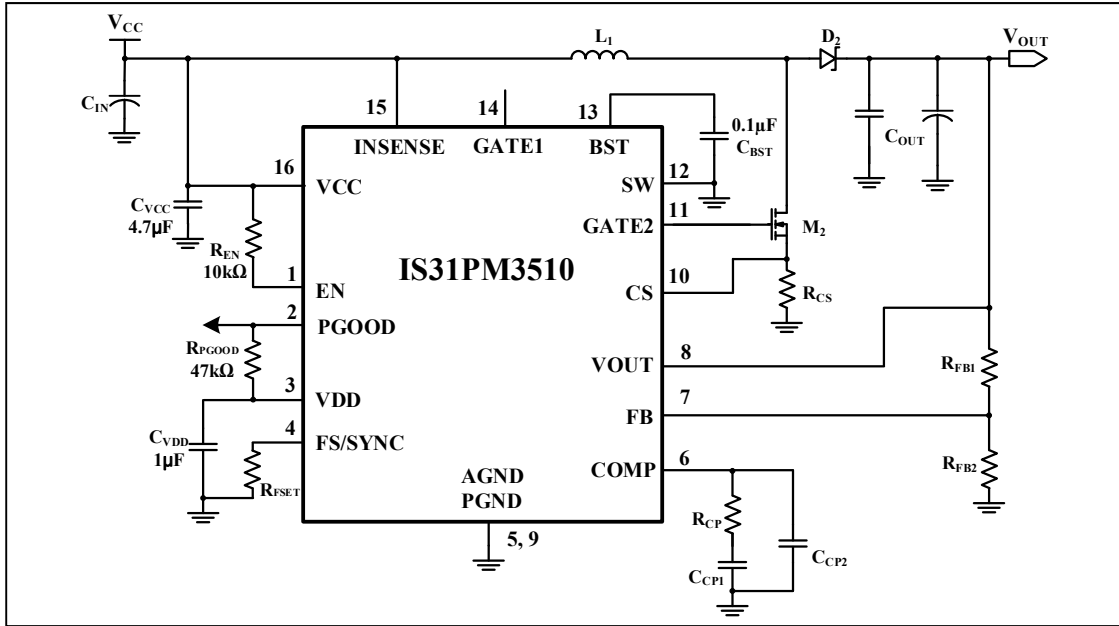 VCC
L1
D2
VOUT
CIN
15
14
13
0.1µF
CBST
COUT
INSENSE
GATE1
BST
16
VCC
SW
12
CVCC
4.7µF
GATE2
11
M2
REN
10kΩ
IS31PM3510
1
EN
CS
10
RCS
2
PGOOD
RPGOOD
47kΩ
VOUT
8
RFB1
3
VDD
FB
7
4
FS/SYNC
CVDD
1µF
COMP
6
RFB2
RFSET
AGND
PGND
5, 9
RCP
CCP1
CCP2